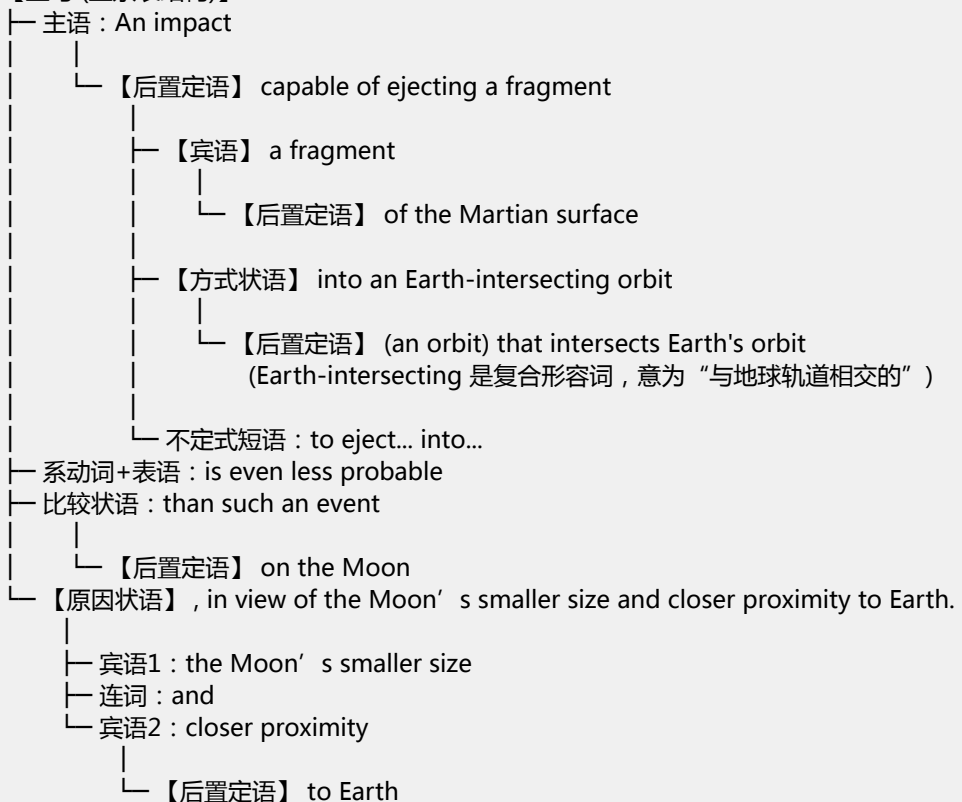 ├─ 主语：An impact
│ │
│ └─ 【后置定语】 capable of ejecting a fragment
│ │
│ ├─ 【宾语】 a fragment
│ │ │
│ │ └─ 【后置定语】 of the Martian surface
│ │
│ ├─ 【方式状语】 into an Earth-intersecting orbit
│ │ │
│ │ └─ 【后置定语】 (an orbit) that intersects Earth's orbit
│ │ (Earth-intersecting 是复合形容词，意为“与地球轨道相交的”)
│ │
│ └─ 不定式短语：to eject... into...
├─ 系动词+表语：is even less probable
├─ 比较状语：than such an event
│ │
│ └─ 【后置定语】 on the Moon
└─ 【原因状语】 , in view of the Moon’s smaller size and closer proximity to Earth.
│
├─ 宾语1：the Moon’s smaller size
├─ 连词：and
└─ 宾语2：closer proximity
│
└─ 【后置定语】 to Earth